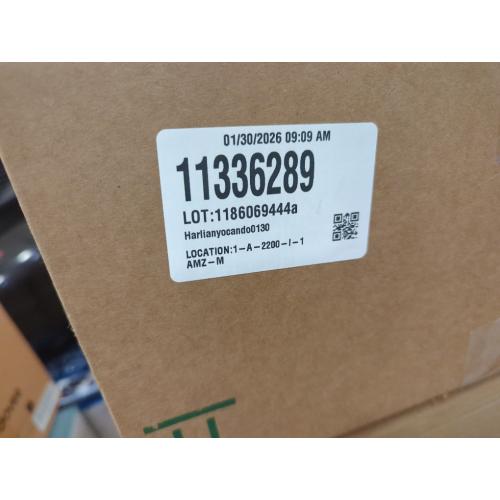 01/30/2026 09:09 AM
11336289
LOT:1186069444a
Harlianyocando0130
LOCATION:1-A-2200-I-1
AMZ-M